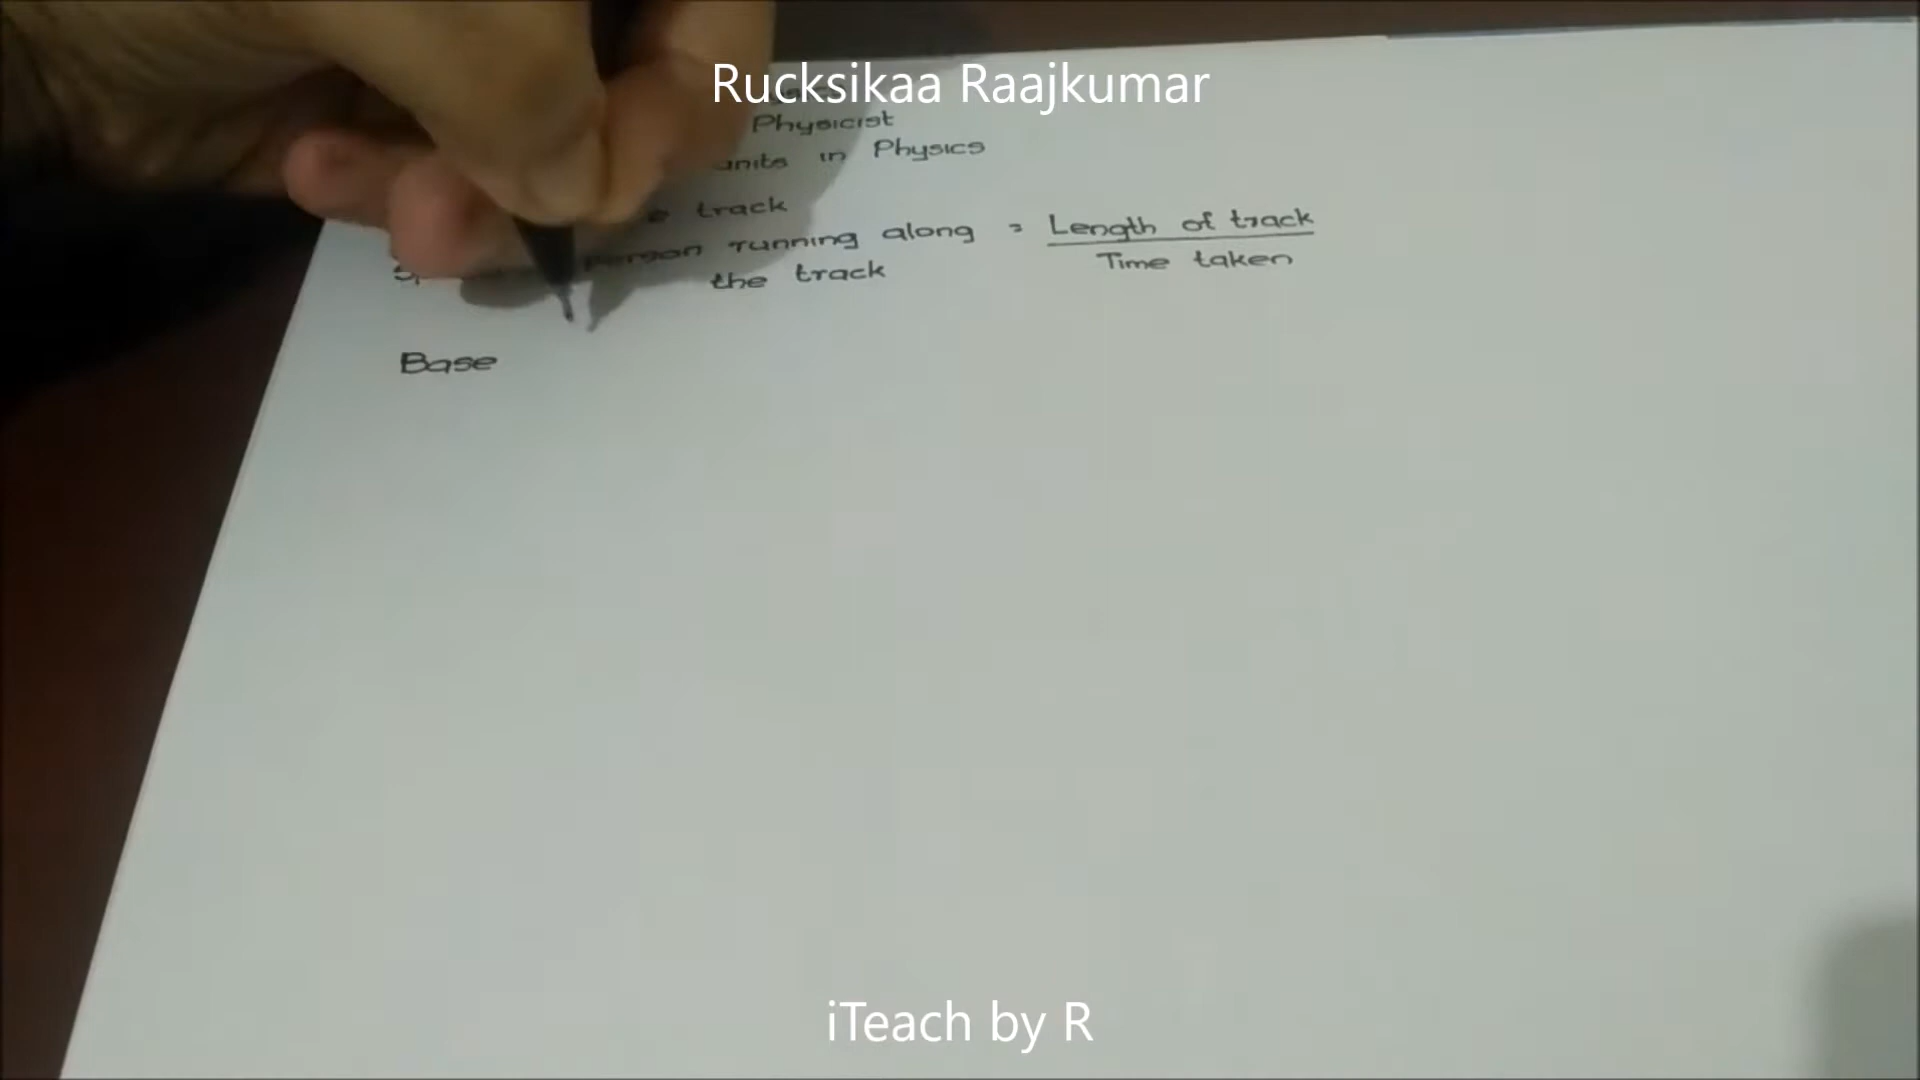 Rucksikaa Raajkumar
Physicist
units in Physics
track
Person running along = Length of track
the track Time taken
Base
iTeach by R